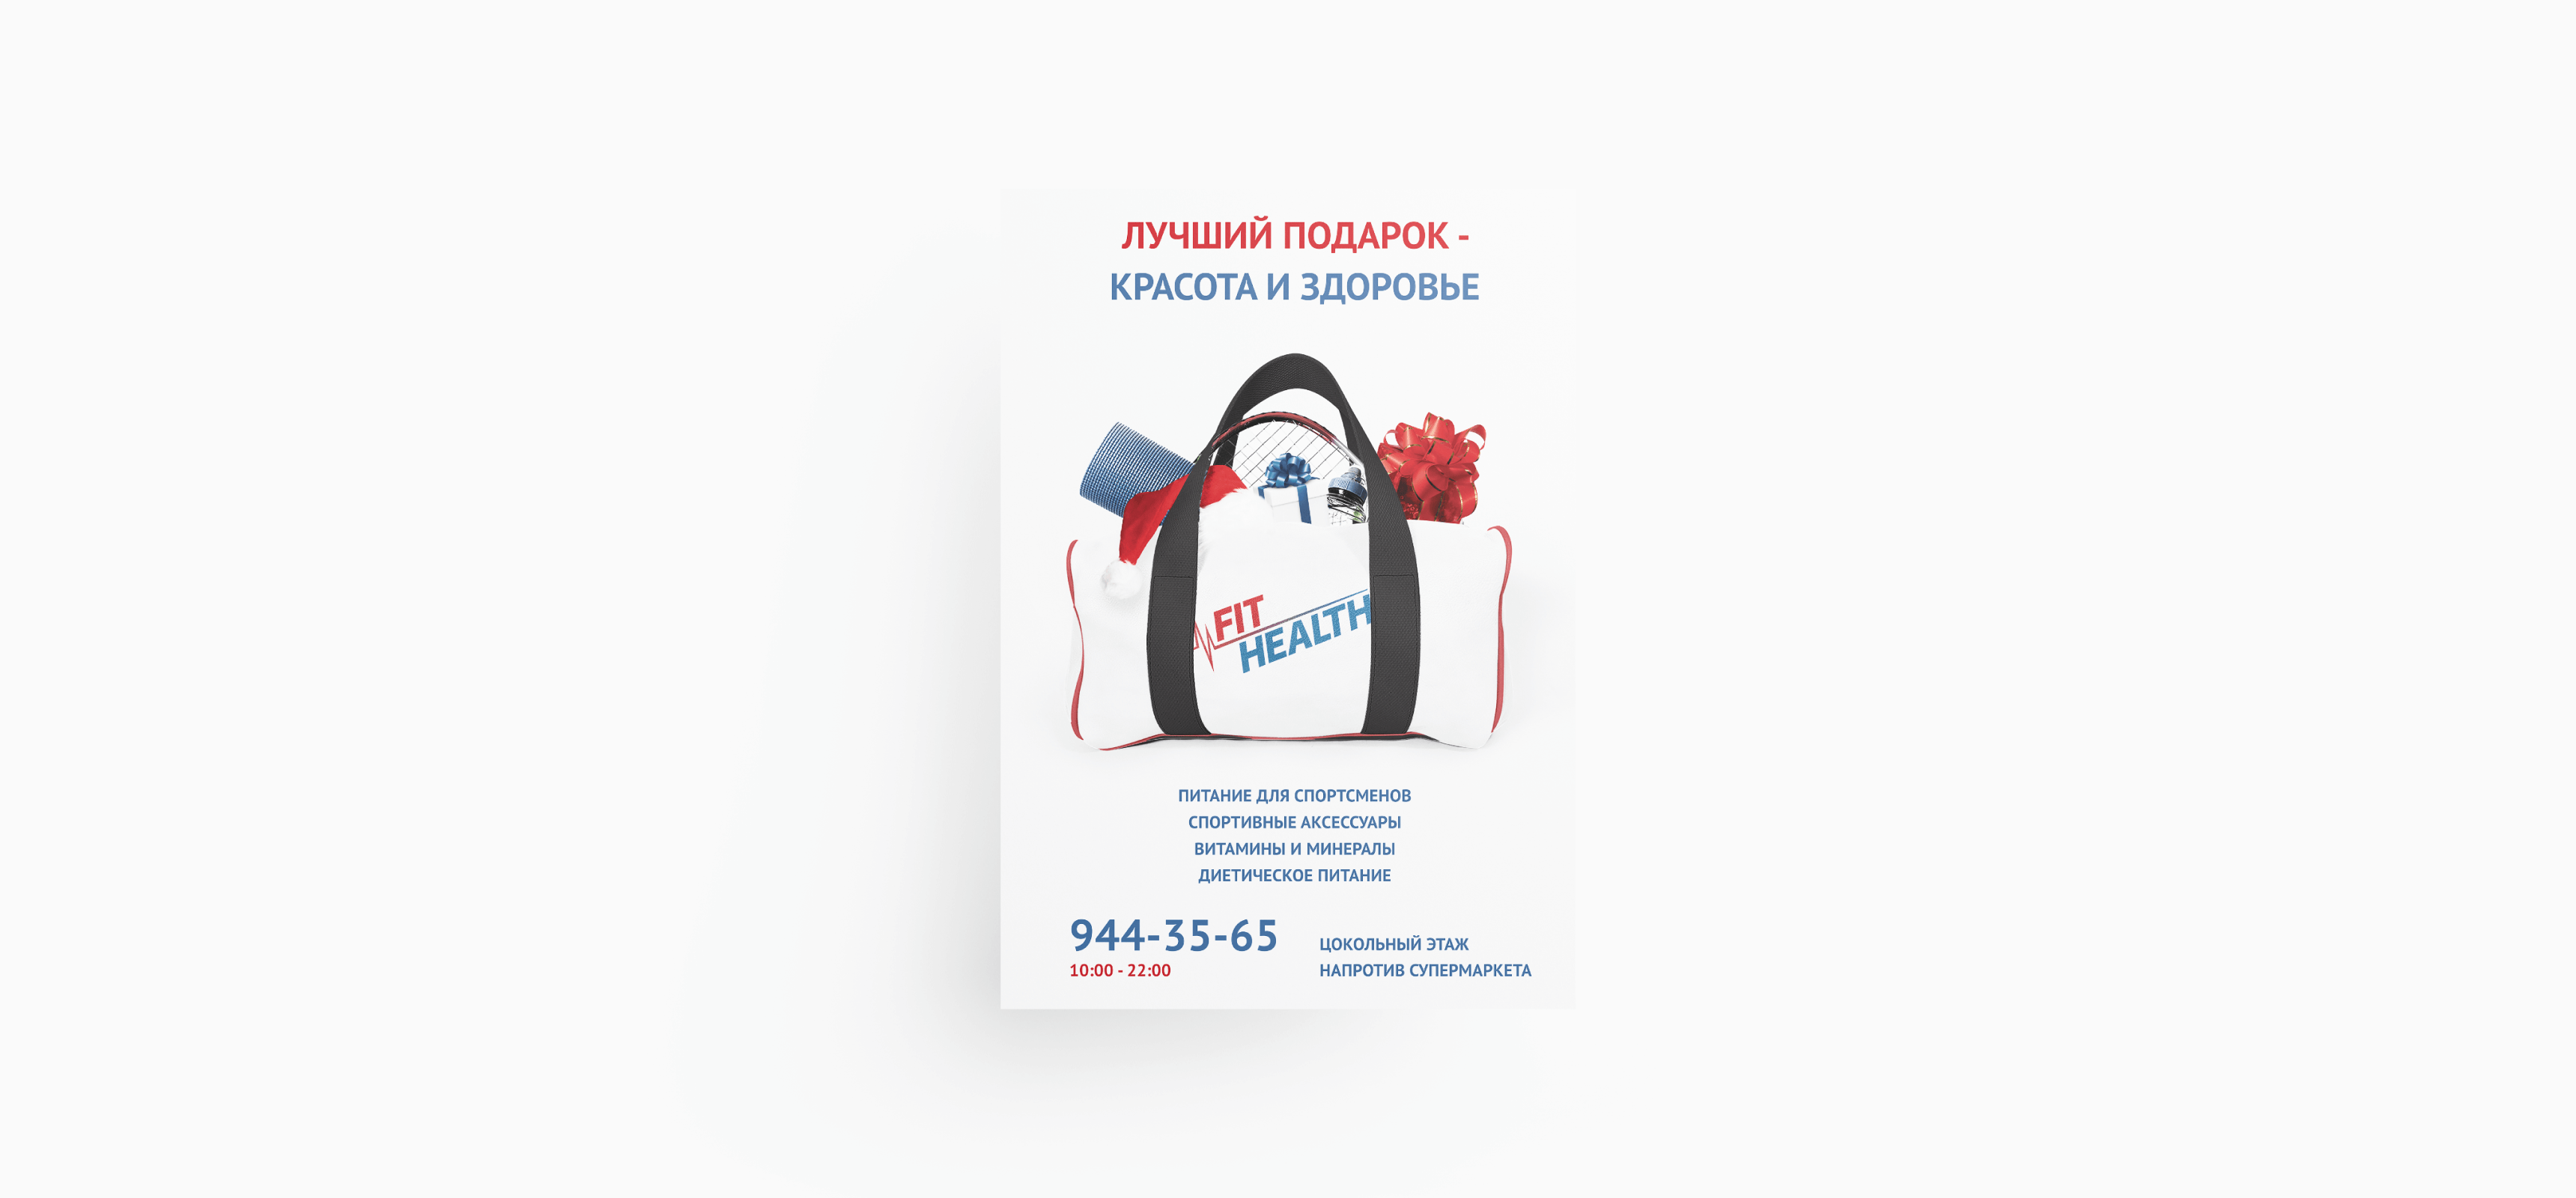 ЛУЧШИЙ ПОДАРОК -
КРАСОТА И ЗДОРОВЬЕ
FIT
HEALTH
ПИТАНИЕ ДЛЯ СПОРТСМЕНОВ
СПОРТИВНЫЕ АКСЕССУАРЫ
ВИТАМИНЫ И МИНЕРАЛЫ
ДИЕТИЧЕСКОЕ ПИТАНИЕ
944-35-65
10:00 - 22:00
ЦОКОЛЬНЫЙ ЭТАЖ
НАПРОТИВ СУПЕРМАРКЕТА